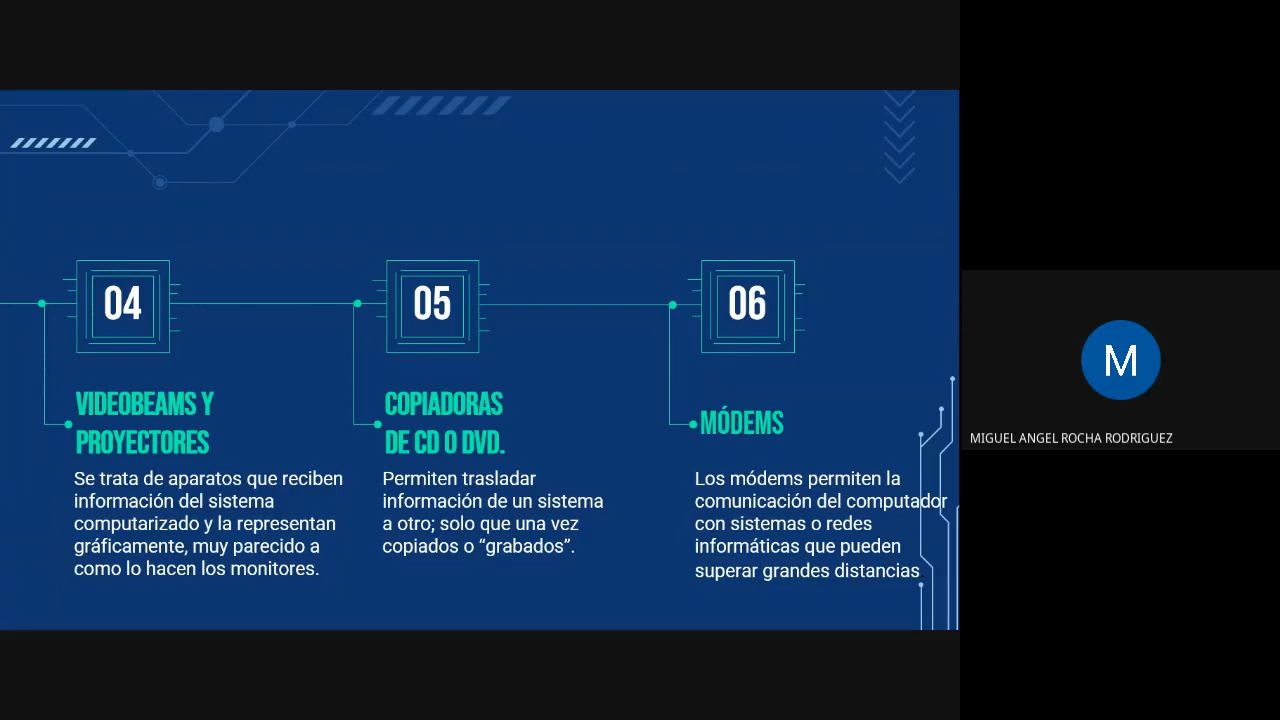 04
VIDEOBEAMS Y
PROYECTORES
Se trata de aparatos que reciben
información del sistema
computarizado y la representan
gráficamente, muy parecido a
como lo hacen los monitores.
05
COPIADORAS
DE CD O DVD.
Permiten trasladar
información de un sistema
a otro; solo que una vez
copiados o “grabados”.
06
MÓDEMS
Los módems permiten la
comunicación del computador
con sistemas o redes
informáticas que pueden
superar grandes distancias
M
MIGUEL ANGEL ROCHA RODRIGUEZ